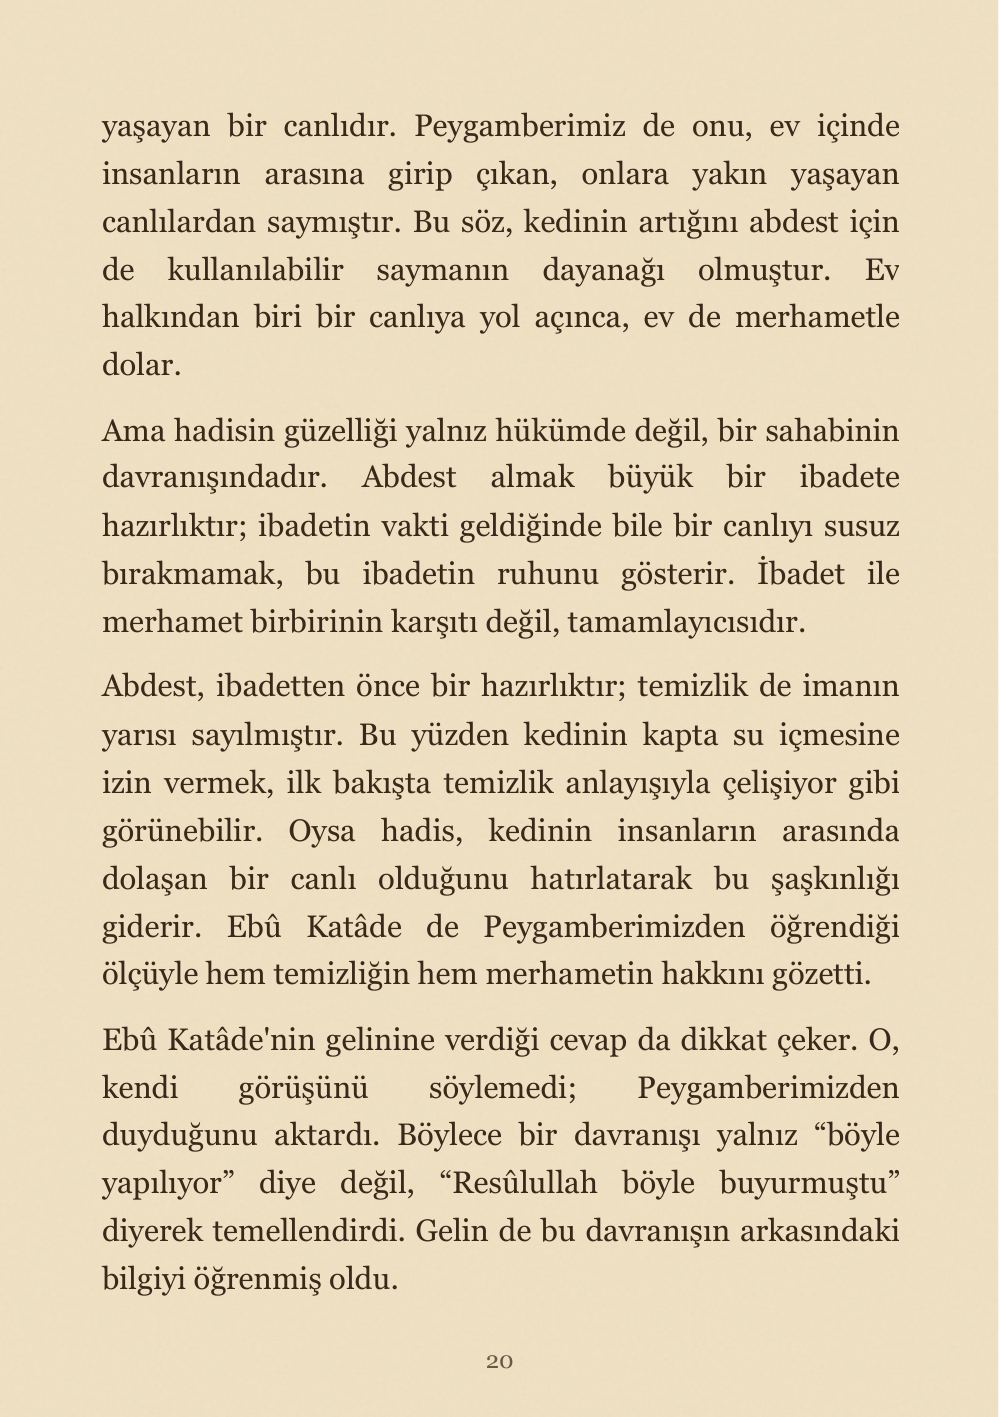 yaşayan bir canlıdır. Peygamberimiz de onu, ev içinde
insanların arasına girip çıkan, onlara yakın yaşayan
canlılardan saymıştır. Bu söz, kedinin artığını abdest için
de kullanılabilir saymanın dayanağı olmuştur. Ev
halkından biri bir canlıya yol açınca, ev de merhametle
dolar.
Ama hadisin güzelliği yalnız hükümde değil, bir sahabinin
davranışındadır. Abdest almak büyük bir ibadete
hazırlıktır; ibadetin vakti geldiğinde bile bir canlıyı susuz
bırakmamak, bu ibadetin ruhunu gösterir. İbadet ile
merhamet birbirinin karşıtı değil, tamamlayıcısıdır.
Abdest, ibadetten önce bir hazırlıktır; temizlik de imanın
yarısı sayılmıştır. Bu yüzden kedinin kapta su içmesine
izin vermek, ilk bakışta temizlik anlayışıyla çelişiyor gibi
görünebilir. Oysa hadis, kedinin insanların arasında
dolaşan bir canlı olduğunu hatırlatarak bu şaşkınlığı
giderir. Ebû Katâde de Peygamberimizden öğrendiği
ölçüyle hem temizliğin hem merhametin hakkını gözetti.
Ebû Katâde'nin gelinine verdiği cevap da dikkat çeker. O,
kendi görüşünü söylemedi; Peygamberimizden
duyduğunu aktardı. Böylece bir davranışı yalnız “böyle
yapılıyor” diye değil, “Resûlullah böyle buyurmuştu”
diyerek temellendirdi. Gelin de bu davranışın arkasındaki
bilgiyi öğrenmiş oldu.
20